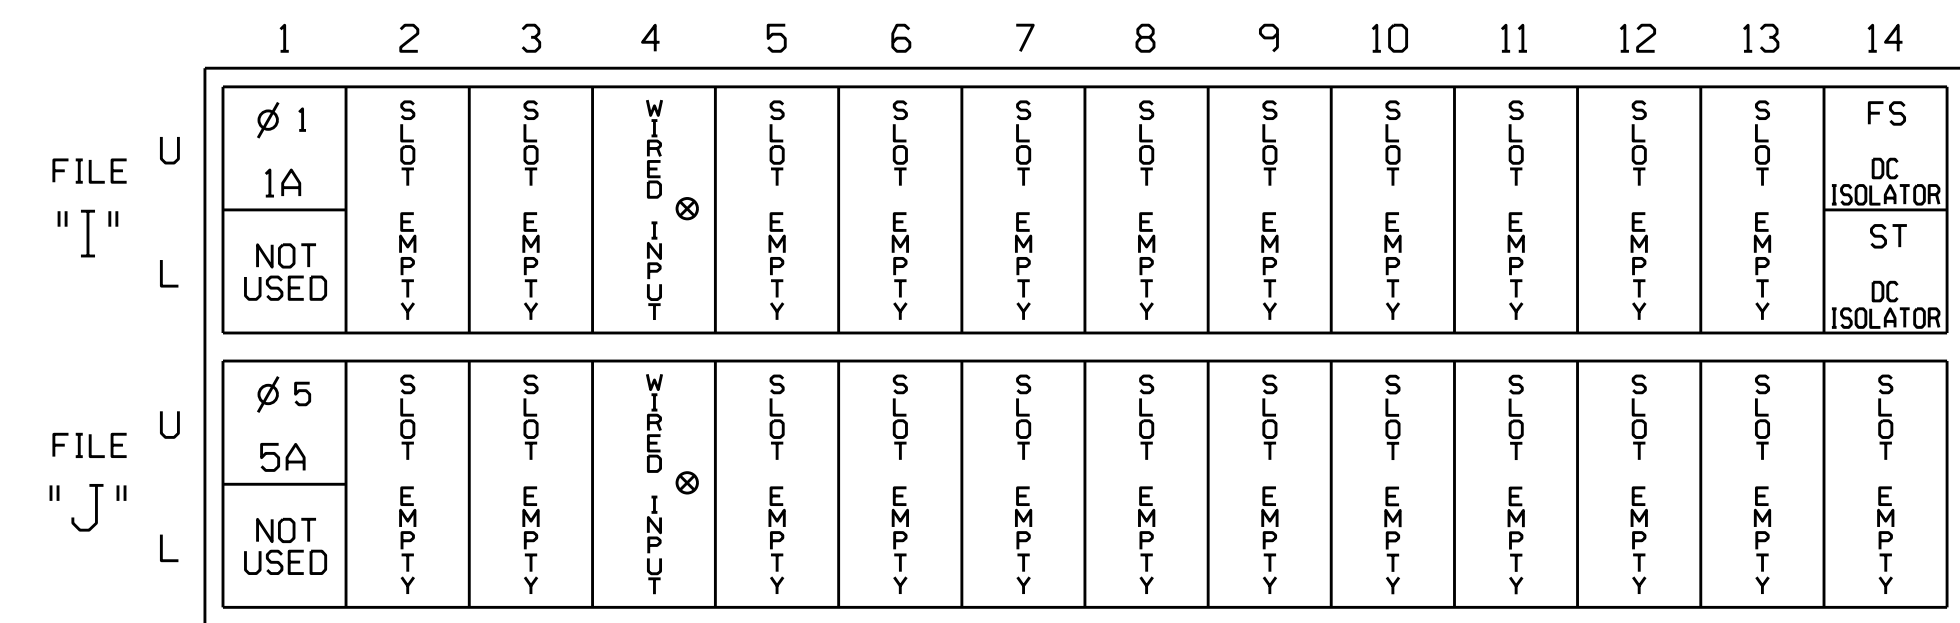 1 2 3 4 5 6 7 8 9 10 11 12 13 14
FILE
"I"
U
L
Ø 1
1A
NOT
USED
SLOT EMPTY
SLOT EMPTY
WIRED INPUT
SLOT EMPTY
SLOT EMPTY
SLOT EMPTY
SLOT EMPTY
SLOT EMPTY
SLOT EMPTY
SLOT EMPTY
SLOT EMPTY
SLOT EMPTY
FS
DC
ISOLATOR
ST
DC
ISOLATOR
FILE
"J"
U
L
Ø 5
5A
NOT
USED
SLOT EMPTY
SLOT EMPTY
WIRED INPUT
SLOT EMPTY
SLOT EMPTY
SLOT EMPTY
SLOT EMPTY
SLOT EMPTY
SLOT EMPTY
SLOT EMPTY
SLOT EMPTY
SLOT EMPTY
SLOT EMPTY